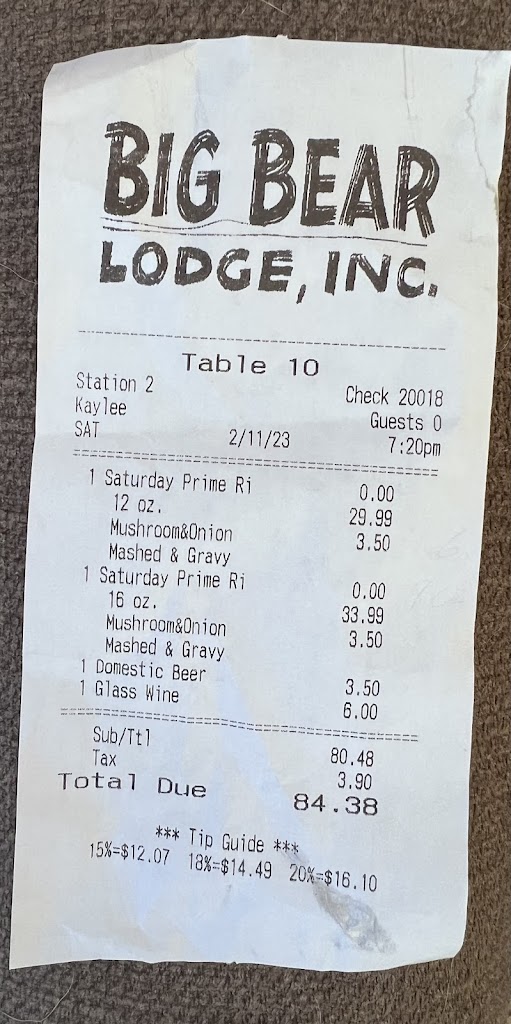 BIG BEAR
LODGE, INC.
Table 10
Station 2 Check 20018
Kaylee Guests 0
SAT 2/11/23 7:20pm
1 Saturday Prime Ri 0.00
12 oz. 29.99
Mushroom&Onion 3.50
Mashed & Gravy
1 Saturday Prime Ri 0.00
16 oz. 33.99
Mushroom&Onion 3.50
Mashed & Gravy
1 Domestic Beer 3.50
1 Glass Wine 6.00
Sub/Ttl 80.48
Tax 3.90
Total Due 84.38
*** Tip Guide ***
15%=$12.07 18%=$14.49 20%=$16.10